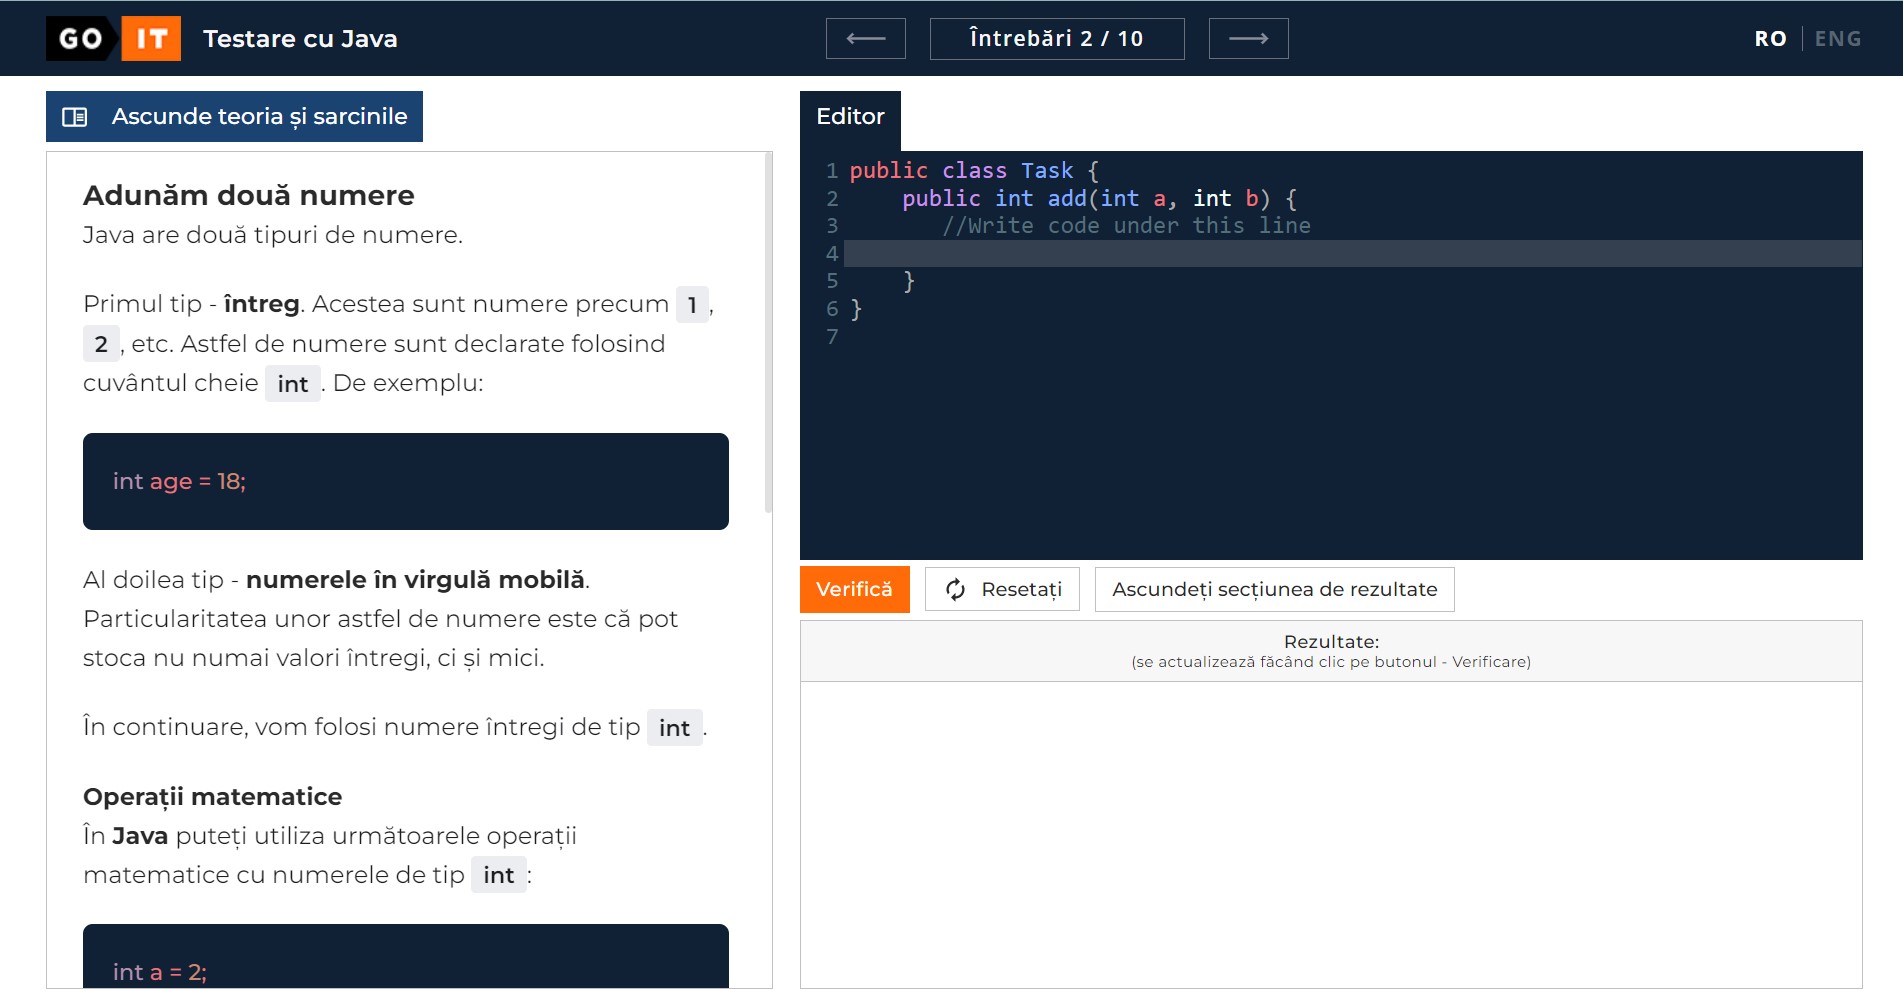 GO IT Testare cu Java
Întrebări 2 / 10
RO ENG
Ascunde teoria și sarcinile
Adunăm două numere
Java are două tipuri de numere.
Primul tip - întreg. Acestea sunt numere precum 1,
2, etc. Astfel de numere sunt declarate folosind
cuvântul cheie int. De exemplu:
int age = 18;
Al doilea tip - numerele în virgulă mobilă.
Particularitatea unor astfel de numere este că pot
stoca nu numai valori întregi, ci și mici.
În continuare, vom folosi numere întregi de tip int.
Operații matematice
În Java puteți utiliza următoarele operații
matematice cu numerele de tip int:
int a = 2;
Editor
1 public class Task {
2     public int add(int a, int b) {
3        //Write code under this line
4
5     }
6 }
7
Verifică
Resetați
Ascundeți secțiunea de rezultate
Rezultate:
(se actualizează făcând clic pe butonul - Verificare)